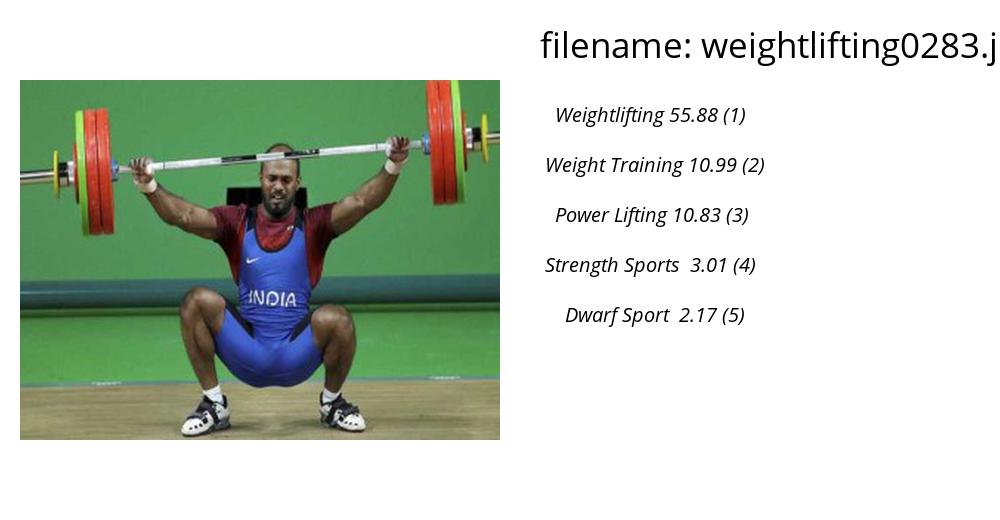 filename: weightlifting0283.j
Weightlifting 55.88 (1)
Weight Training 10.99 (2)
Power Lifting 10.83 (3)
Strength Sports 3.01 (4)
Dwarf Sport 2.17 (5)
INDIA